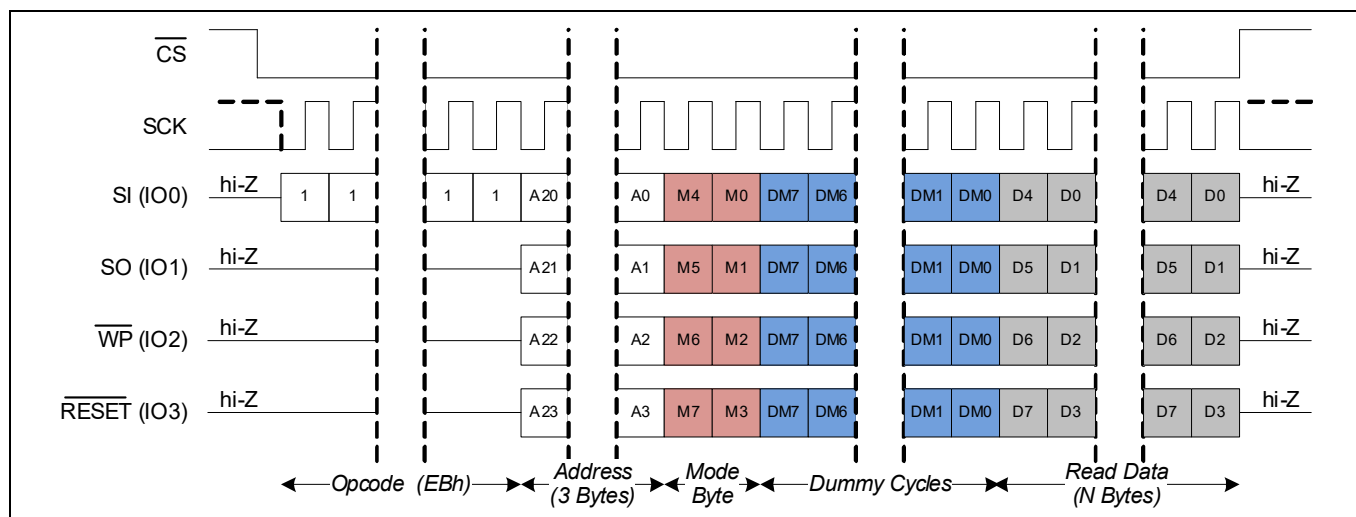 CS
SCK
SI (IO0) hi-Z 1 1 1 1 A20 A0 M4 M0 DM7 DM6 DM1 DM0 D4 D0 D4 D0 hi-Z
SO (IO1) hi-Z A21 A1 M5 M1 DM7 DM6 DM1 DM0 D5 D1 D5 D1 hi-Z
WP (IO2) hi-Z A22 A2 M6 M2 DM7 DM6 DM1 DM0 D6 D2 D6 D2 hi-Z
RESET (IO3) hi-Z A23 A3 M7 M3 DM7 DM6 DM1 DM0 D7 D3 D7 D3 hi-Z
Opcode (EBh) Address Mode Dummy Cycles Read Data
(3 Bytes) Byte (N Bytes)